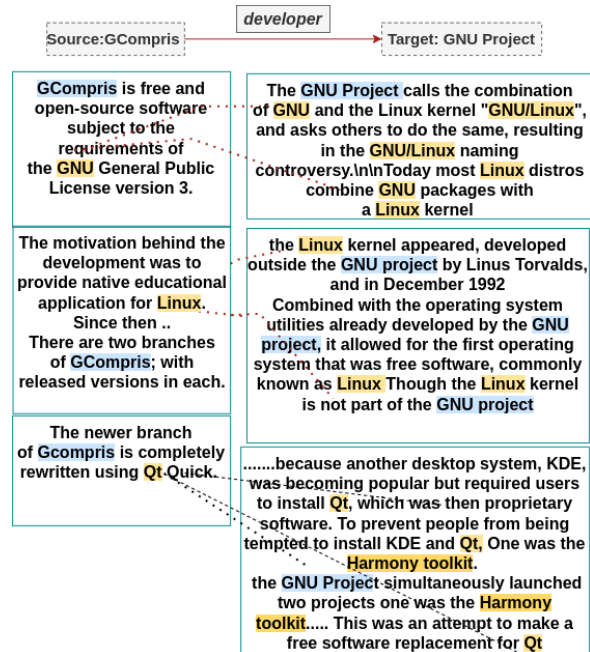 developer
Source:GCompris
Target: GNU Project
GCompris is free and
open-source software
subject to the
requirements of
the GNU General Public
License version 3.
The GNU Project calls the combination
of GNU and the Linux kernel "GNU/Linux",
and asks others to do the same, resulting
in the GNU/Linux naming
controversy.\n\nToday most Linux distros
combine GNU packages with
a Linux kernel
The motivation behind the
development was to
provide native educational
application for Linux.
Since then ..
There are two branches
of GCompris; with
released versions in each.
the Linux kernel appeared, developed
outside the GNU project by Linus Torvalds,
and in December 1992
Combined with the operating system
utilities already developed by the GNU
project, it allowed for the first operating
system that was free software, commonly
known as Linux Though the Linux kernel
is not part of the GNU project
The newer branch
of Gcompris is completely
rewritten using Qt Quick.
.......because another desktop system, KDE,
was becoming popular but required users
to install Qt, which was then proprietary
software. To prevent people from being
tempted to install KDE and Qt, One was the
Harmony toolkit.
the GNU Project simultaneously launched
two projects one was the Harmony
toolkit..... This was an attempt to make a
free software replacement for Qt